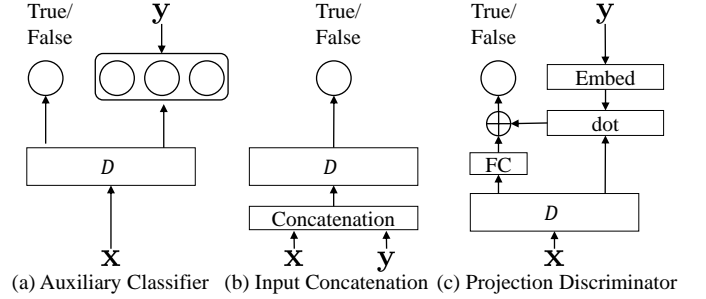 True/
False
y
D
x
(a) Auxiliary Classifier
True/
False
D
Concatenation
x
y
(b) Input Concatenation
True/
False
y
Embed
dot
FC
D
x
(c) Projection Discriminator